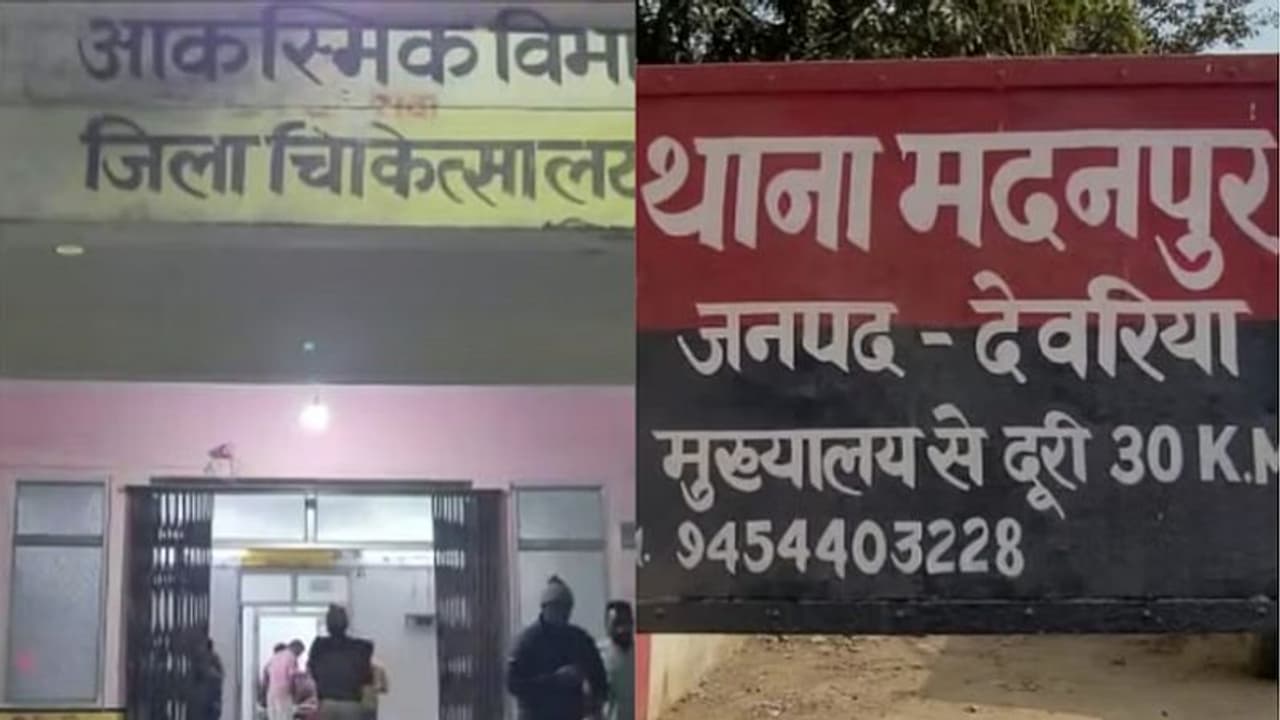 आकस्मिक विभा
जिला चिकित्सालय
थाना मदनपुर
जनपद - देवरिया
मुख्यालय से दूरी 30 K.M
9454403228